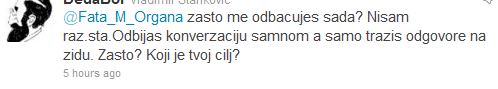 DedaBor Vladimir Stankovic
@Fata_M_Organa zasto me odbacujes sada? Nisam
raz.sta.Odbijas konverzaciju samnom a samo trazis odgovore na
zidu. Zasto? Koji je tvoj cilj?
5 hours ago